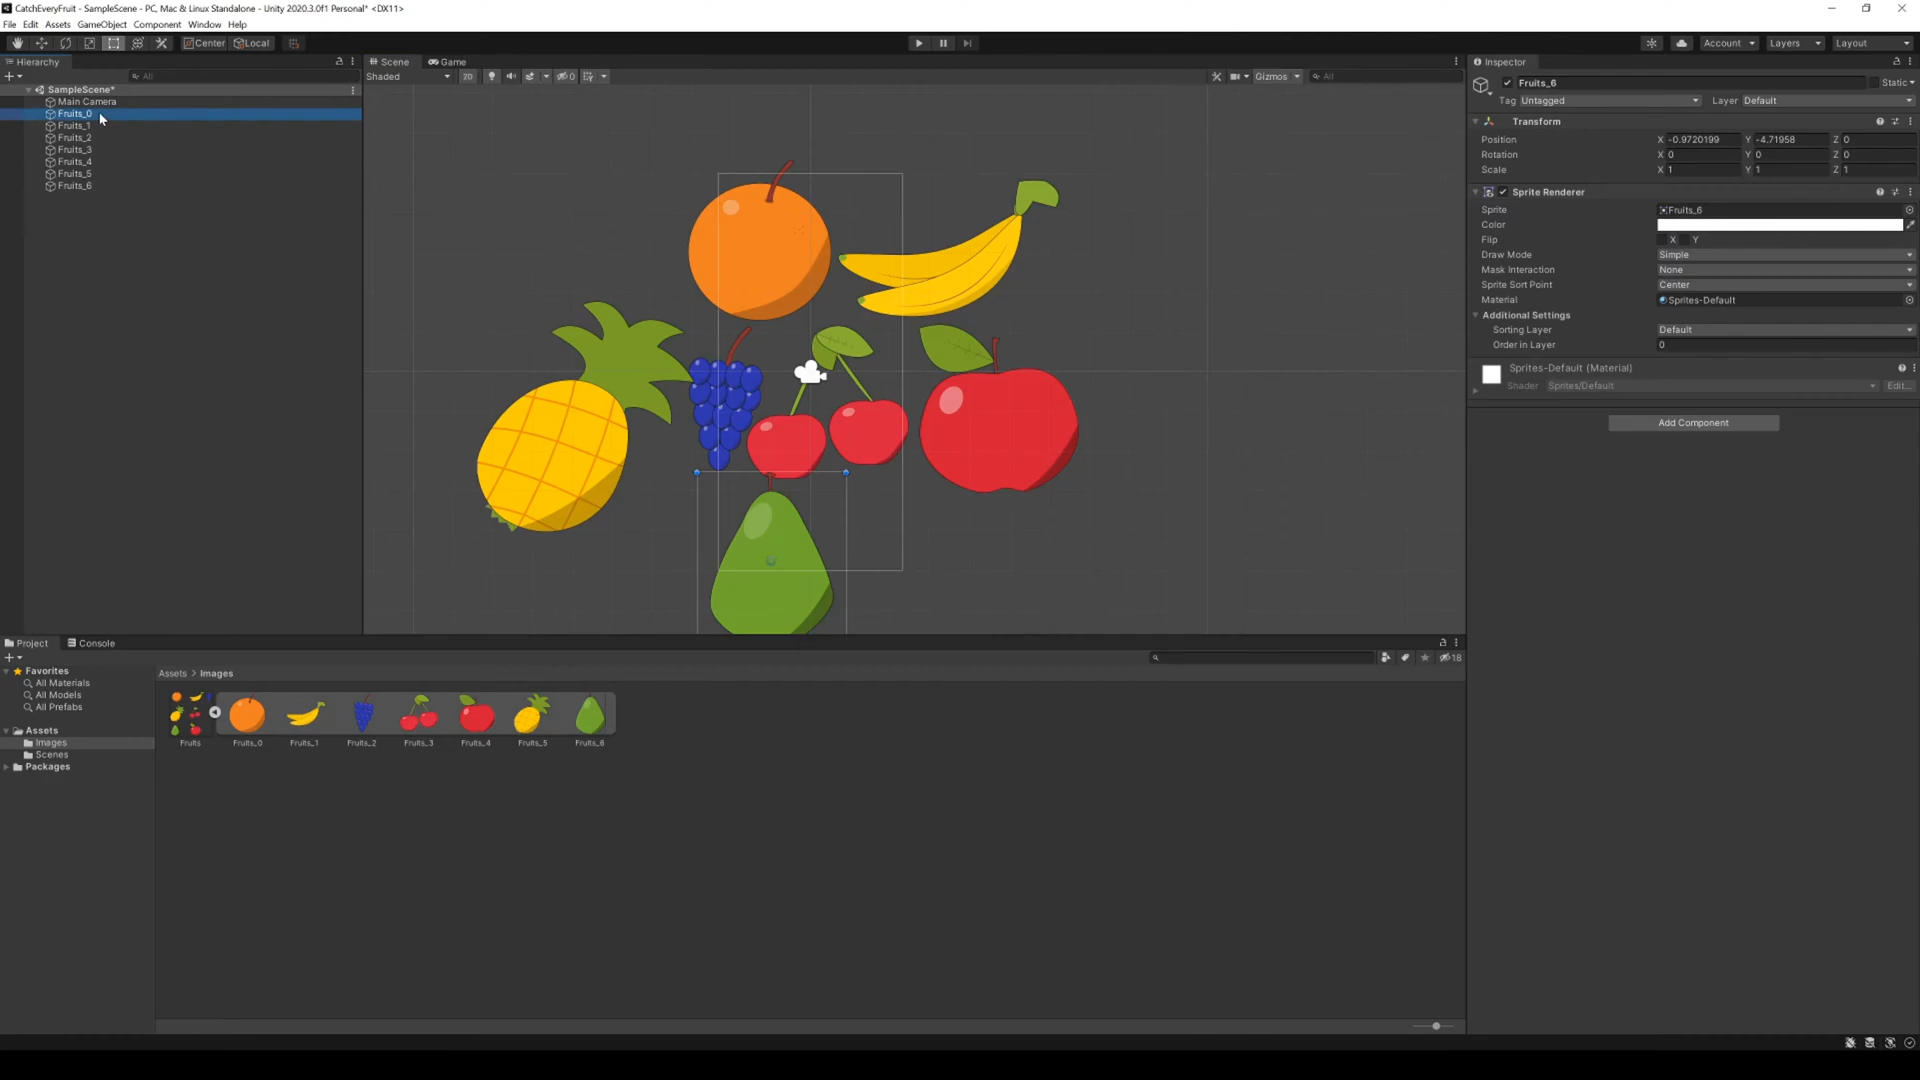 CatchEveryFruit - SampleScene - PC, Mac & Linux Standalone - Unity 2020.3.0f1 Personal* <DX11>
File Edit Assets GameObject Component Window Help
Center Local
Account Layers Layout
Hierarchy
All
SampleScene*
Main Camera
Fruits_0
Fruits_1
Fruits_2
Fruits_3
Fruits_4
Fruits_5
Fruits_6
Scene Game
Shaded 2D 0 Gizmos All
Inspector
Fruits_6 Static
Tag Untagged Layer Default
Transform
Position X -0.9720199 Y -4.71958 Z 0
Rotation X 0 Y 0 Z 0
Scale X 1 Y 1 Z 1
Sprite Renderer
Sprite Fruits_6
Color
Flip X Y
Draw Mode Simple
Mask Interaction None
Sprite Sort Point Center
Material Sprites-Default
Additional Settings
Sorting Layer Default
Order in Layer 0
Sprites-Default (Material)
Shader Sprites/Default Edit...
Add Component
Project Console
18
Favorites
All Materials
All Models
All Prefabs
Assets
Images
Scenes
Packages
Assets > Images
Fruits Fruits_0 Fruits_1 Fruits_2 Fruits_3 Fruits_4 Fruits_5 Fruits_6